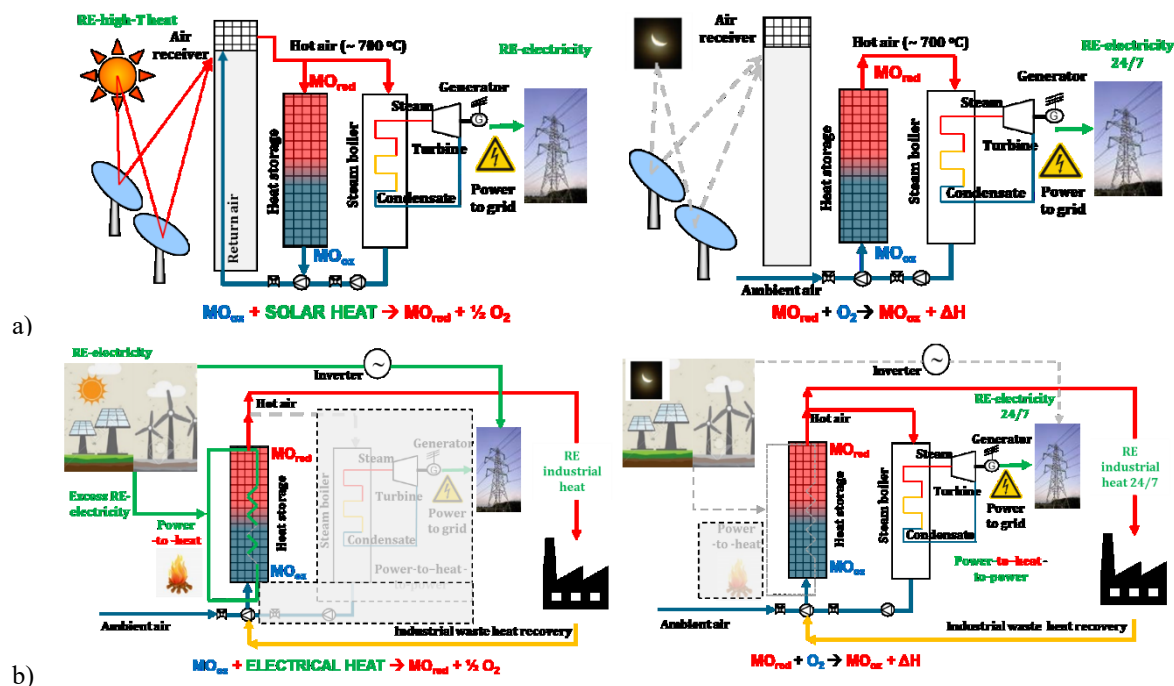 RE-high-T heat
Air
receiver
Hot air (~ 700 °C)
RE-electricity
MOred
Generator
Steam
G
Turbine
Heat storage
Steam boiler
Condensate
Power
to grid
Return air
MOox
MOox + SOLAR HEAT → MOred + ½ O2
a)
Air
receiver
Hot air (~ 700 °C)
RE-electricity
24/7
MOred
Generator
Steam
G
Turbine
Heat storage
Steam boiler
Condensate
Power
to grid
MOox
Ambient air
MOred + O2 → MOox + ΔH
RE-electricity
~
Inverter
Hot air
MOred
Generator
Steam
G
Turbine
Excess RE-
electricity
Heat storage
Steam boiler
Power
to grid
RE
industrial
heat
Power
-to -heat
Condensate
MOox
Power-to-heat-
to-power
Ambient air
Industrial waste heat recovery
MOox + ELECTRICAL HEAT → MOred + ½ O2
b)
~
Inverter
Hot air
RE-electricity
24/7
MOred
Generator
Steam
G
Turbine
Heat storage
Steam boiler
Power
to grid
RE
industrial
heat 24/7
Power
-to-heat
Condensate
MOox
Power-to-heat-
to-power
Ambient air
Industrial waste heat recovery
MOred + O2 → MOox + ΔH